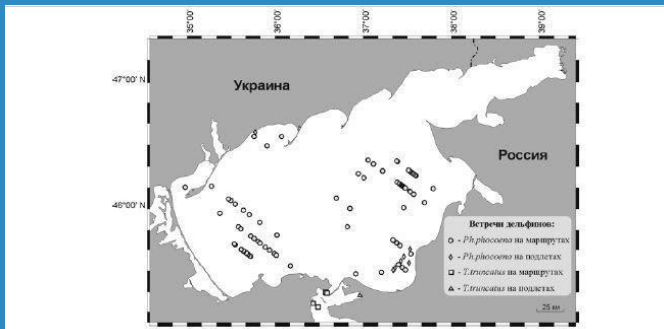 35°00' 36°00' 37°00' 38°00' 39°00'
47°00' N
Украина
Россия
46°00' N
Встречи дельфинов:
- Ph.phocoena на маршрутах
- Ph.phocoena на подлетах
- T.truncatus на маршрутах
- T.truncatus на подлетах
25 км